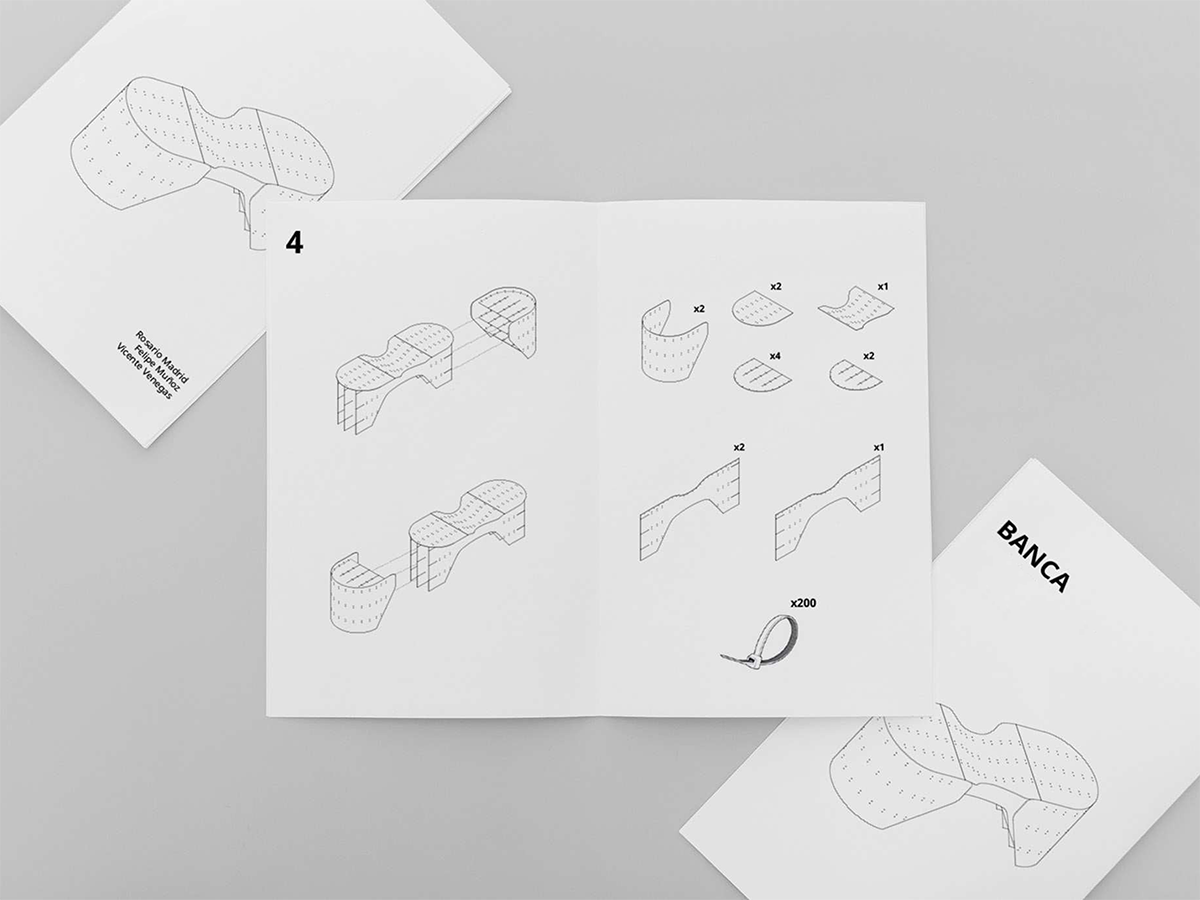 Rosario Madrid
Felipe Muñoz
Vicente Venegas
4
x2
x2
x1
x4
x2
x2
x1
x200
BANCA